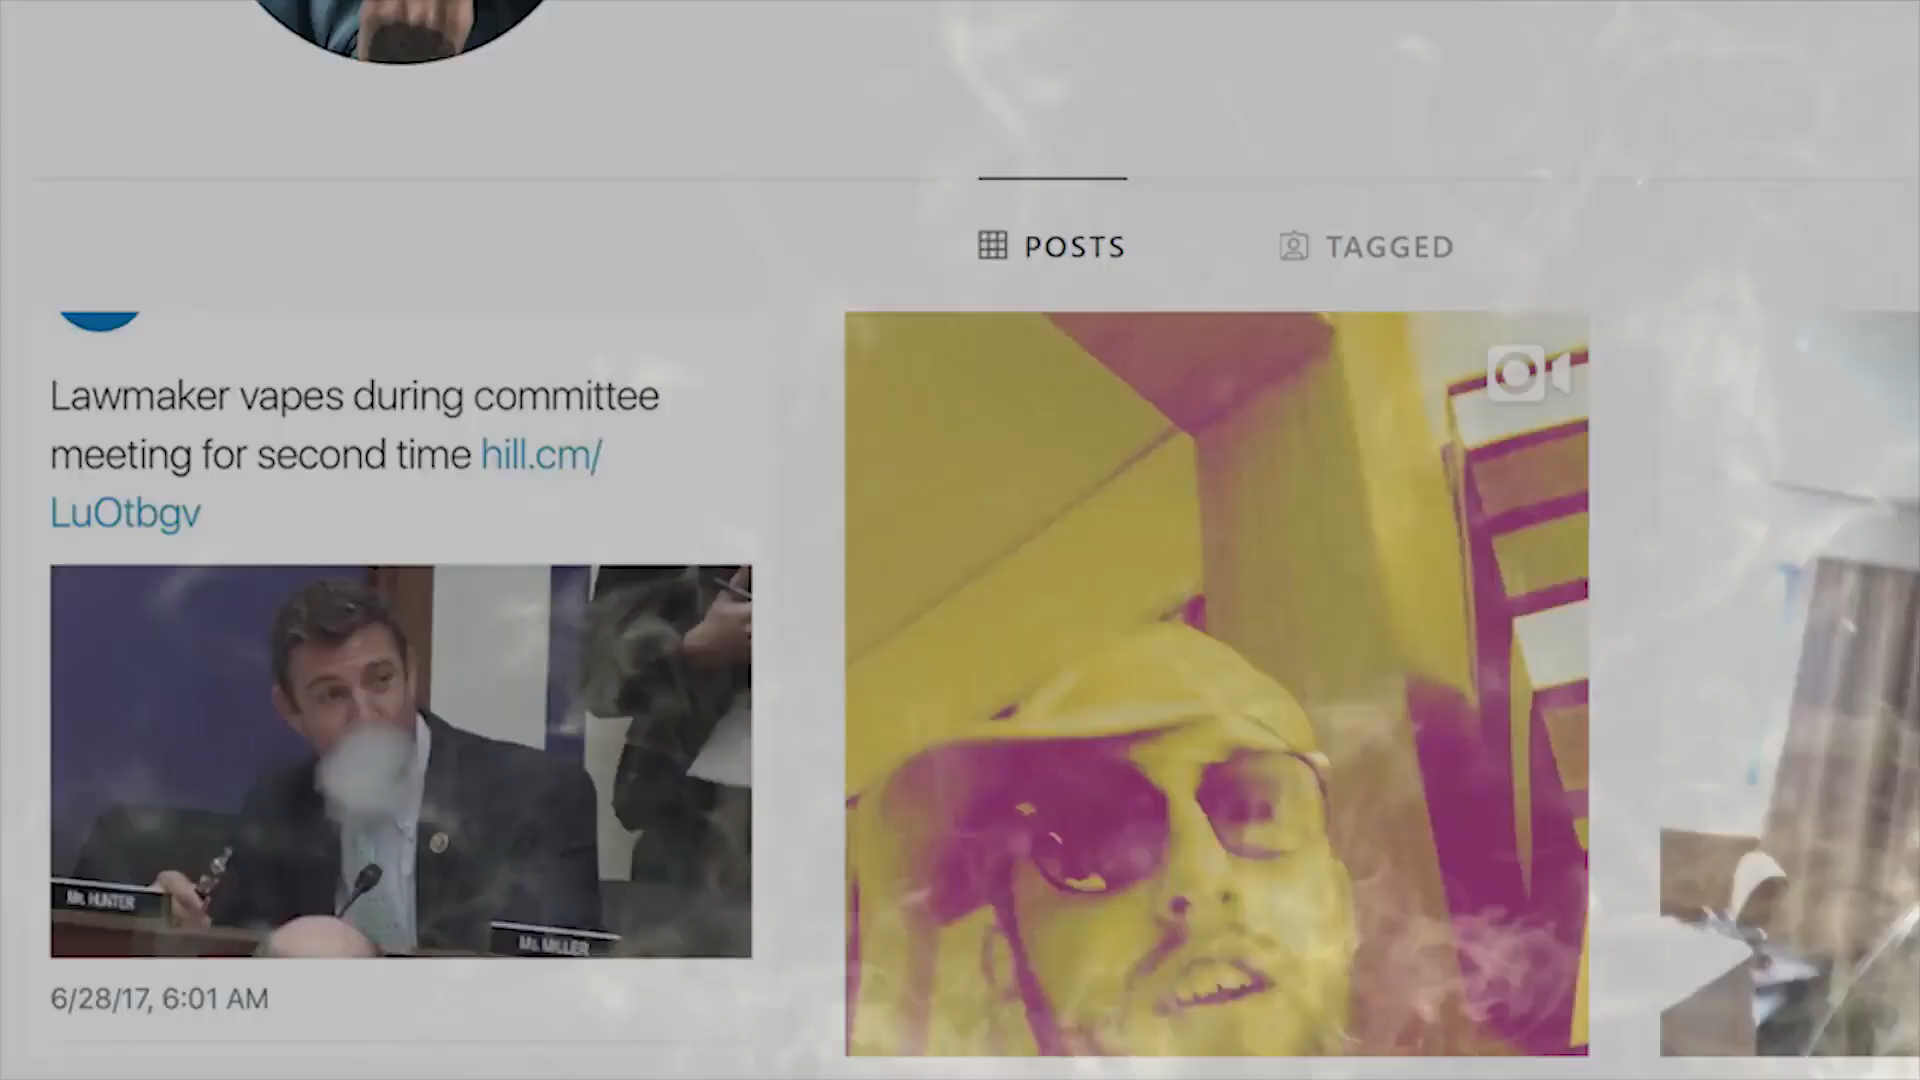 POSTS
TAGGED
Lawmaker vapes during committee
meeting for second time hill.cm/
LuOtbgv
Mr. HUNTER
Mr. MILLER
6/28/17, 6:01 AM